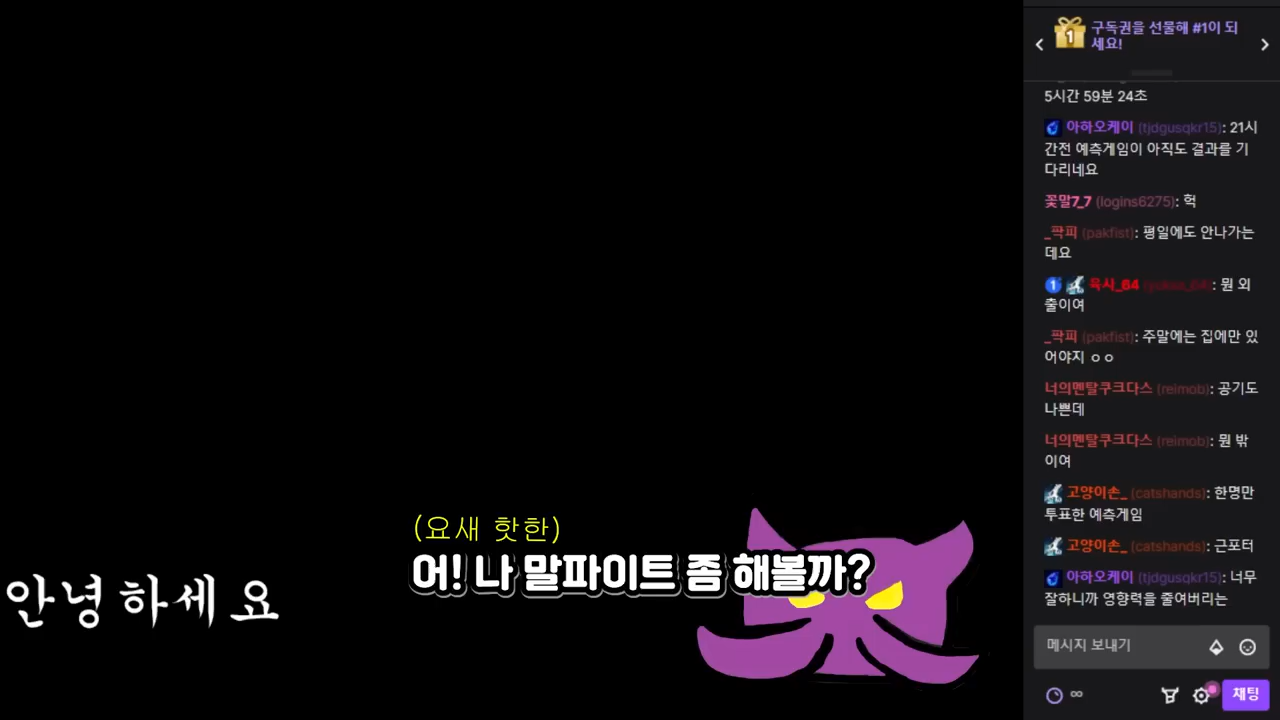 구독권을 선물해 #1이 되
세요!
5시간 59분 24초
아하오케이 (tjdgusqkr15): 21시
간전 예측게임이 아직도 결과를 기
다리네요
꽃말7_7 (logins6275): 헉
_팍피 (pakfist): 평일에도 안나가는
데요
육시_64 : 뭔 외
출이여
_팍피 (pakfist): 주말에는 집에만 있
어야지 ㅇㅇ
너의멘탈쿠크다스 (reimob): 공기도
나쁜데
너의멘탈쿠크다스 (reimob): 뭔 밖
이여
고양이손_ (catshands): 한명만
투표한 예측게임
(요새 핫한)
고양이손_ (catshands): 근포터
어! 나 말파이트 좀 해볼까?
아하오케이 (tjdgusqkr15): 너무
잘하니까 영향력을 줄여버리는
안녕하세요
메시지 보내기
∞
채팅